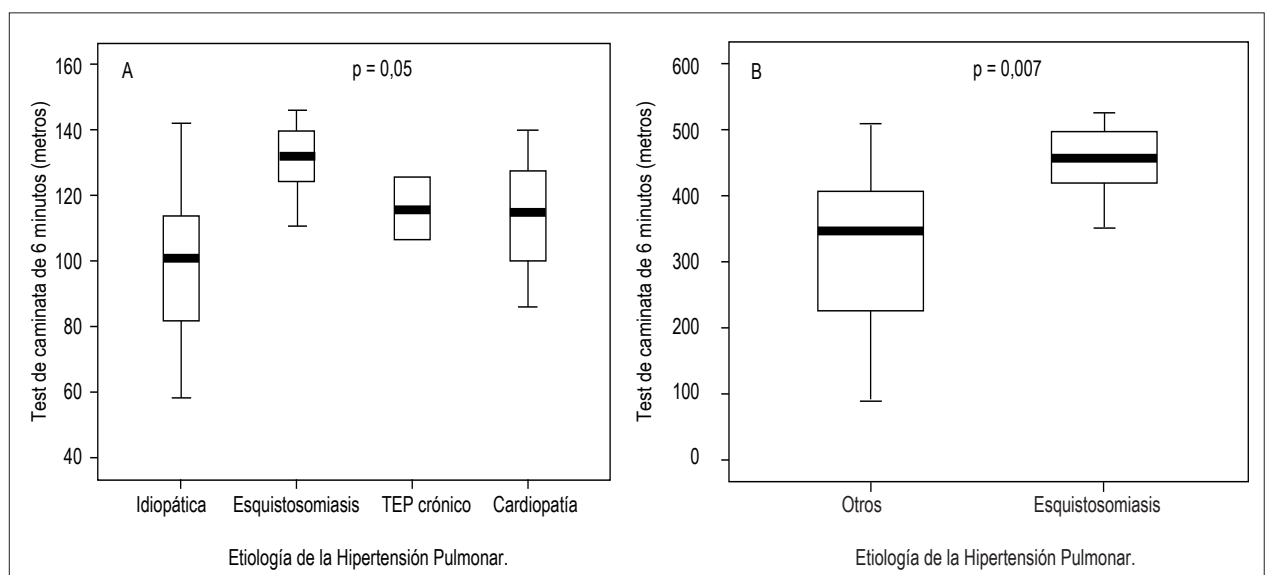 A
p = 0,05
Test de caminata de 6 minutos (metros)
160
140
120
100
80
60
40
Idiopática
Esquistosomiasis
TEP crónico
Cardiopatía
Etiología de la Hipertensión Pulmonar.
B
p = 0,007
Test de caminata de 6 minutos (metros)
600
500
400
300
200
100
0
Otros
Esquistosomiasis
Etiología de la Hipertensión Pulmonar.